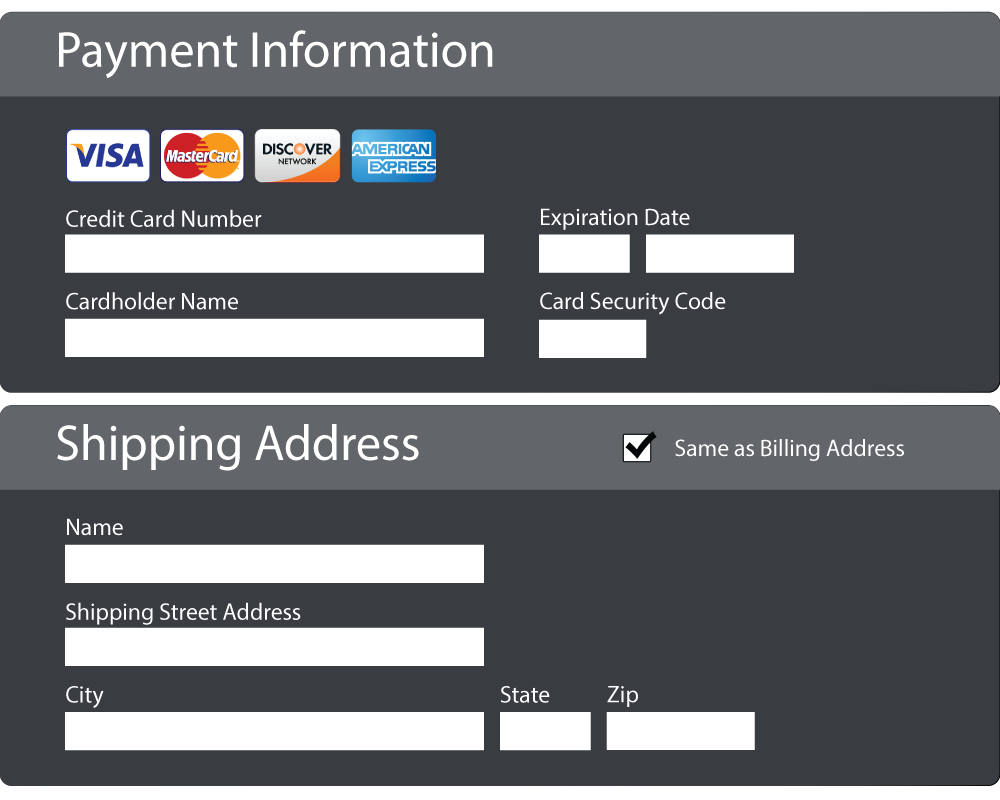 Payment Information
VISA
MasterCard
DISCOVER
NETWORK
AMERICAN
EXPRESS
Credit Card Number
Expiration Date
Cardholder Name
Card Security Code
Shipping Address
Same as Billing Address
Name
Shipping Street Address
City
State
Zip